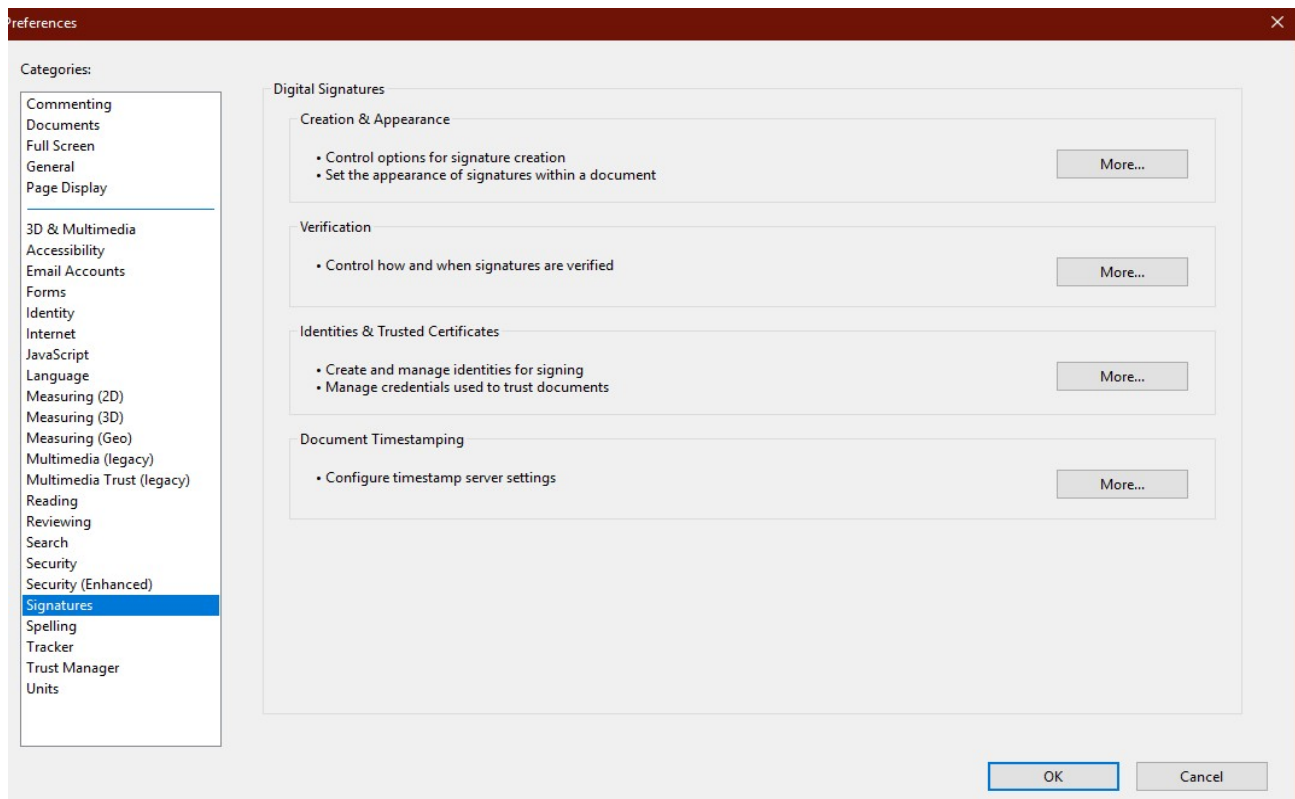 Preferences
Categories:
Commenting
Documents
Full Screen
General
Page Display
3D & Multimedia
Accessibility
Email Accounts
Forms
Identity
Internet
JavaScript
Language
Measuring (2D)
Measuring (3D)
Measuring (Geo)
Multimedia (legacy)
Multimedia Trust (legacy)
Reading
Reviewing
Search
Security
Security (Enhanced)
Signatures
Spelling
Tracker
Trust Manager
Units
Digital Signatures
Creation & Appearance
• Control options for signature creation
• Set the appearance of signatures within a document
More...
Verification
• Control how and when signatures are verified
More...
Identities & Trusted Certificates
• Create and manage identities for signing
• Manage credentials used to trust documents
More...
Document Timestamping
• Configure timestamp server settings
More...
OK
Cancel